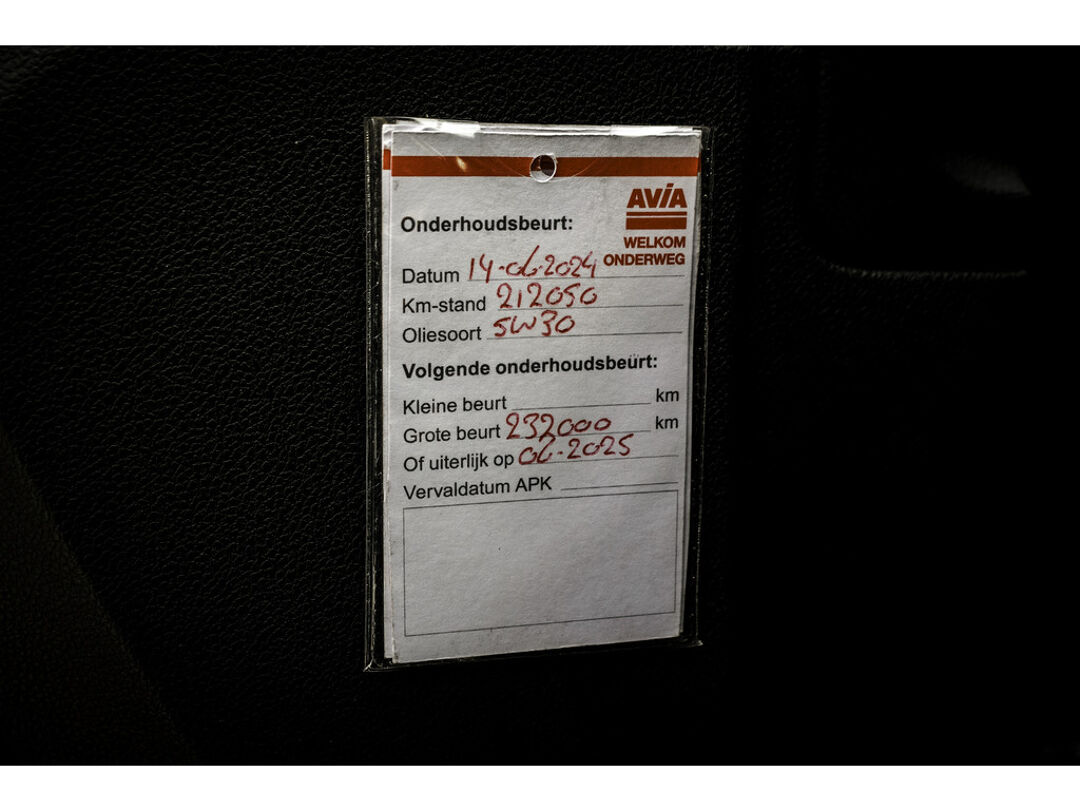 AVIA
WELKOM
ONDERWEG
Onderhoudsbeurt:
Datum 14-06-2024
Km-stand 212050
Oliesoort 5W30
Volgende onderhoudsbeurt:
Kleine beurt km
Grote beurt 232000 km
Of uiterlijk op 06-2025
Vervaldatum APK